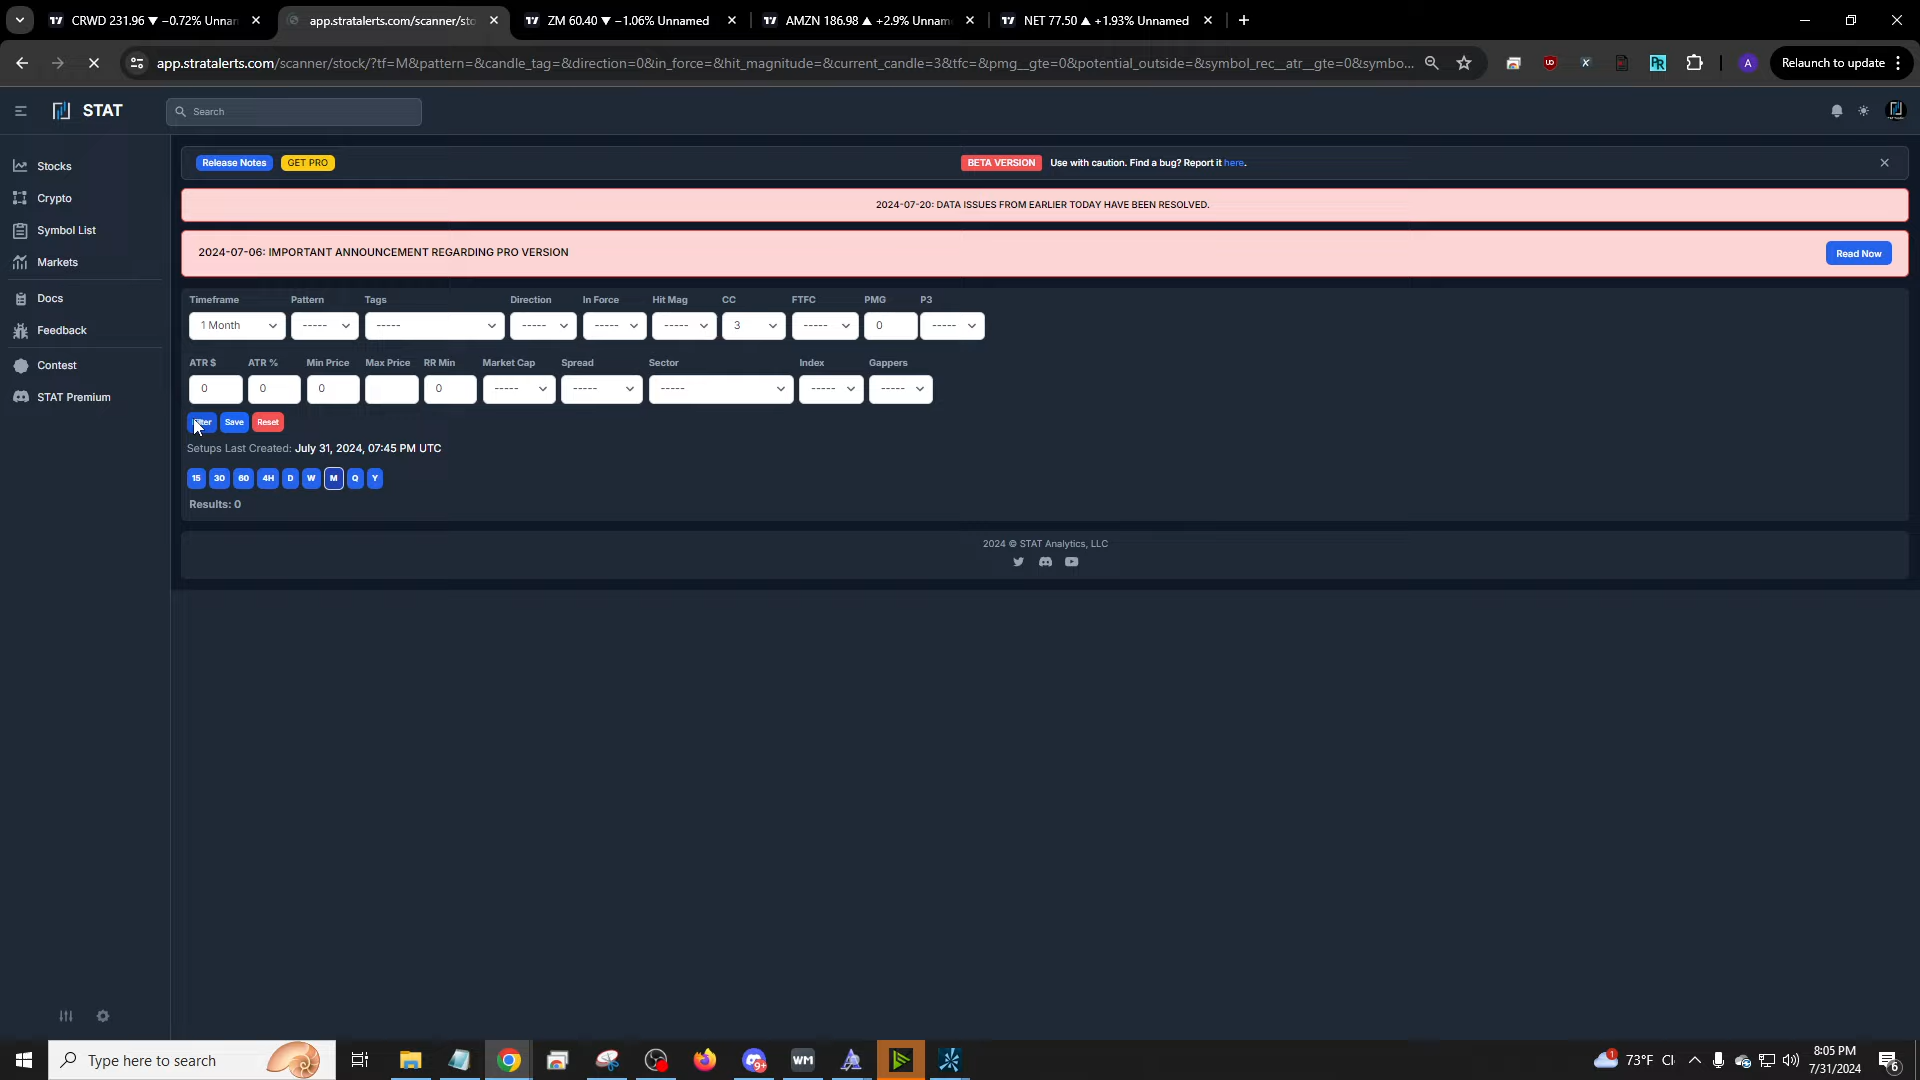 CRWD 231.96 ▼ −0.72% Unnan
app.stratalerts.com/scanner/sto
ZM 60.40 ▼ −1.06% Unnamed
AMZN 186.98 ▲ +2.9% Unnam
NET 77.50 ▲ +1.93% Unnamed
app.stratalerts.com/scanner/stock/?tf=M&pattern=&candle_tag=&direction=0&in_force=&hit_magnitude=&current_candle=3&tfc=&pmg__gte=0&potential_outside=&symbol_rec__atr__gte=0&symbo...
A
Relaunch to update
STAT
Search
Release Notes GET PRO BETA VERSION Use with caution. Find a bug? Report it here.
Stocks
Crypto
Symbol List
Markets
Docs
Feedback
Contest
STAT Premium
2024-07-20: DATA ISSUES FROM EARLIER TODAY HAVE BEEN RESOLVED.
2024-07-06: IMPORTANT ANNOUNCEMENT REGARDING PRO VERSION Read Now
Timeframe Pattern Tags Direction In Force Hit Mag CC FTFC PMG P3
1 Month ----- ----- ----- ----- ----- 3 ----- 0 -----
ATR $ ATR % Min Price Max Price RR Min Market Cap Spread Sector Index Gappers
0 0 0 0 ----- ----- ----- ----- -----
Save Reset
Setups Last Created: July 31, 2024, 07:45 PM UTC
15 30 60 4H D W M Q Y
Results: 0
2024 © STAT Analytics, LLC
Type here to search
9+
WM
1
73°F Cl
8:05 PM
7/31/2024
6